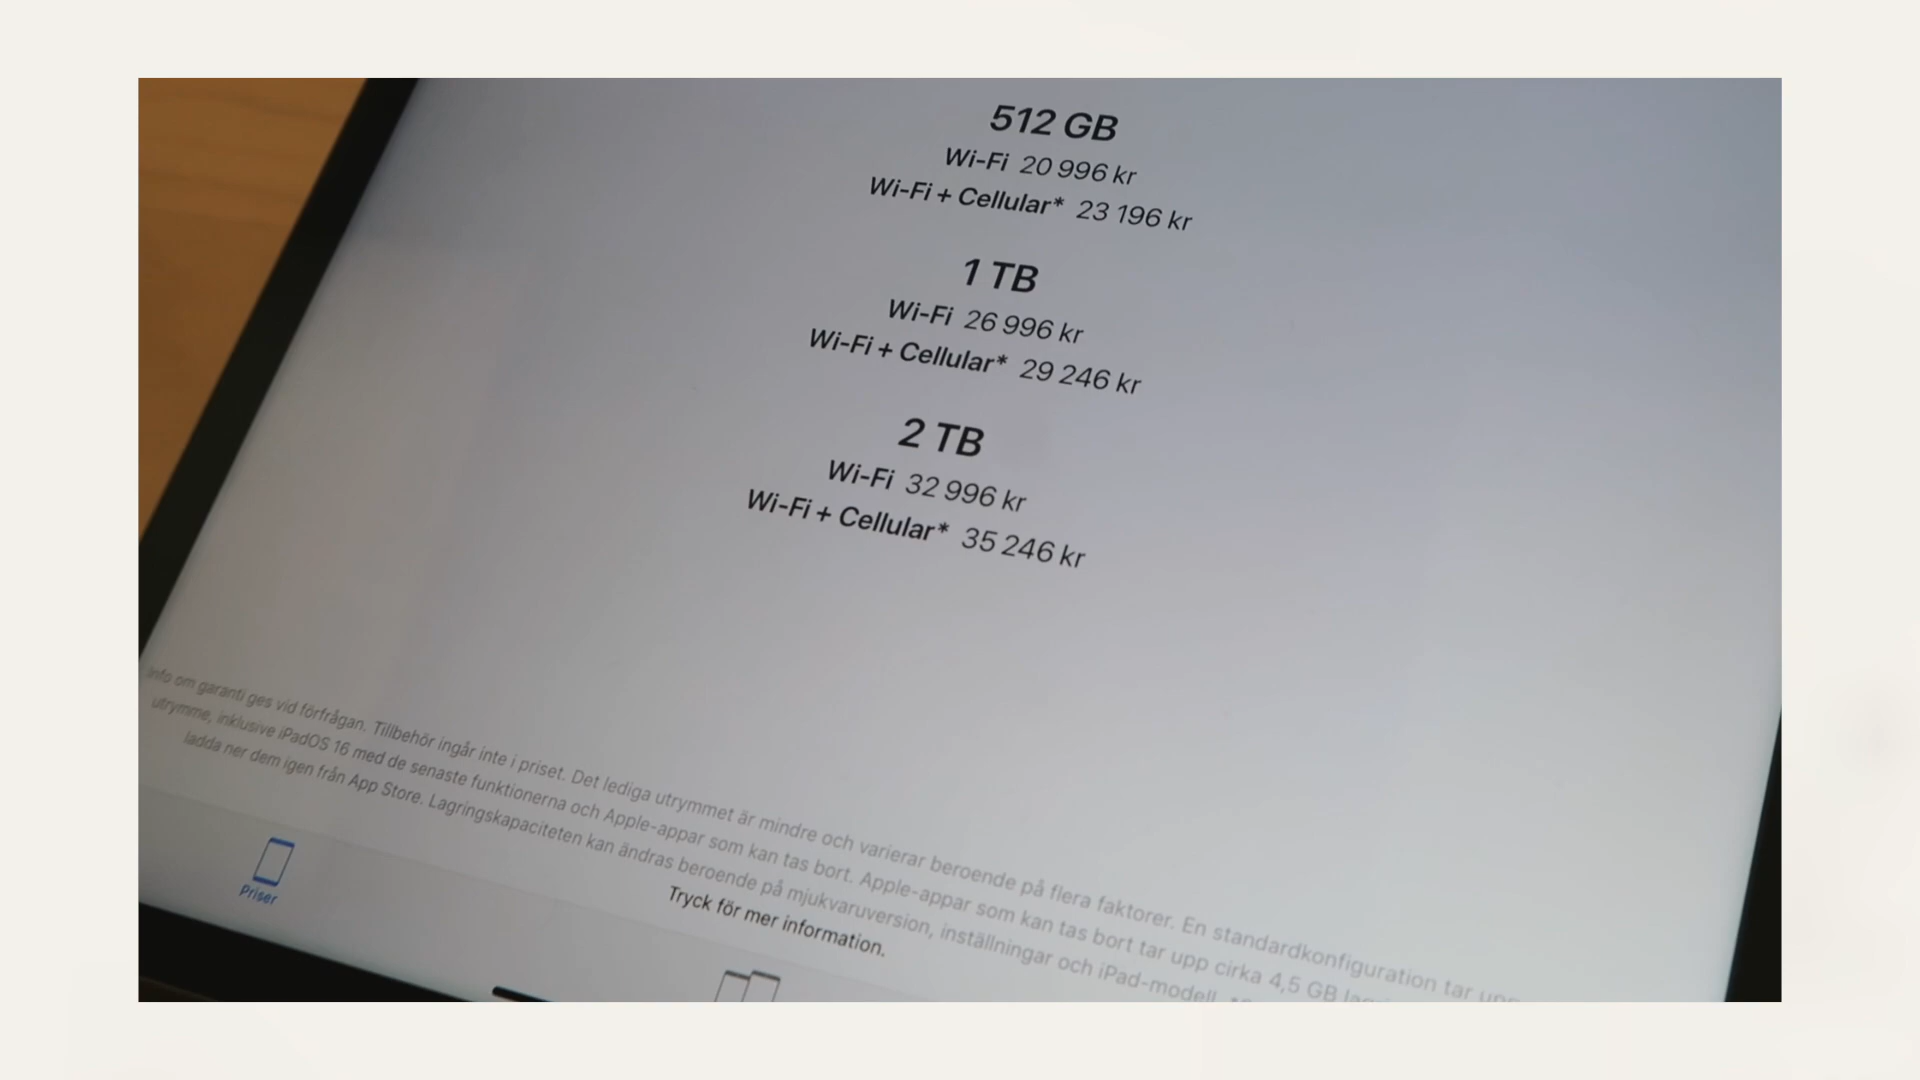 512 GB
Wi-Fi 20 996 kr
Wi-Fi + Cellular* 23 196 kr
1 TB
Wi-Fi 26 996 kr
Wi-Fi + Cellular* 29 246 kr
2 TB
Wi-Fi 32 996 kr
Wi-Fi + Cellular* 35 246 kr
Info om garanti ges vid förfrågan. Tillbehör ingår inte i priset. Det lediga utrymmet är mindre och varierar beroende på flera faktorer. En standardkonfiguration tar
utrymme, inklusive iPadOS 16 med de senaste funktionerna och Apple-appar som kan tas bort. Apple-appar som kan tas bort tar upp cirka 4,5 GB
ladda ner dem igen från App Store. Lagringskapaciteten kan ändras beroende på mjukvaruversion, inställningar och iPad-modell.
Tryck för mer information.
Priser